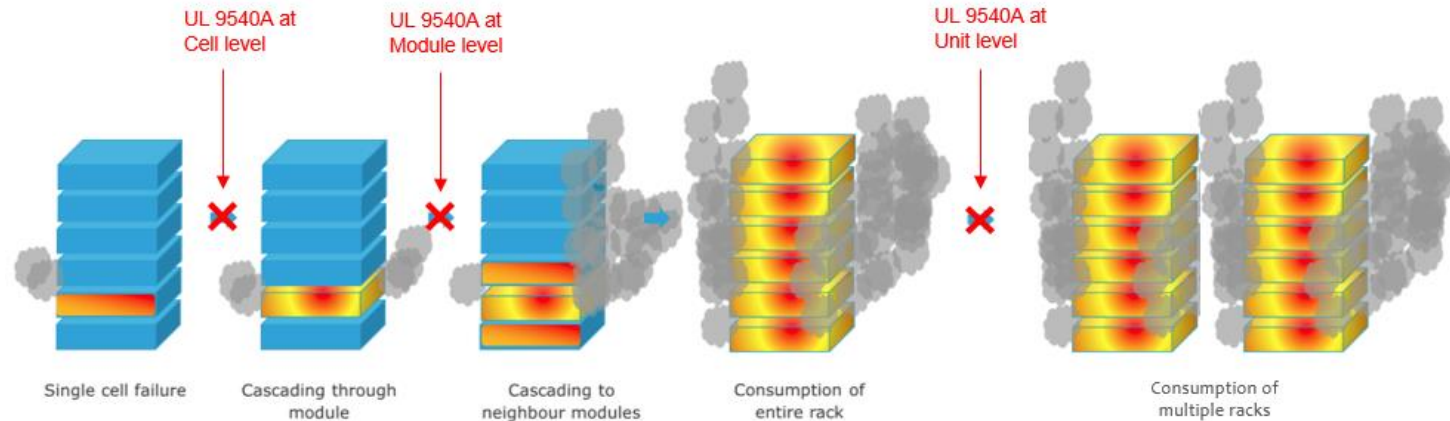 UL 9540A at
Cell level
UL 9540A at
Module level
UL 9540A at
Unit level
Single cell failure
Cascading through
module
Cascading to
neighbour modules
Consumption of
entire rack
Consumption of
multiple racks